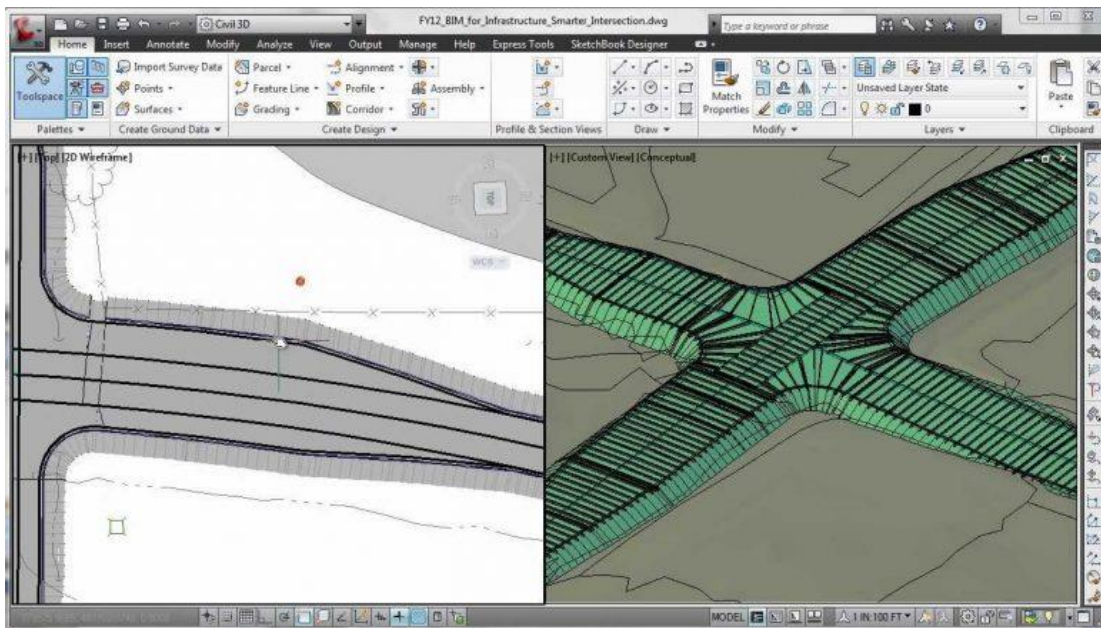 Civil 3D
FY12_BIM_for_Infrastructure_Smarter_Intersection.dwg
Type a keyword or phrase
Home Insert Annotate Modify Analyze View Output Manage Help Express Tools SketchBook Designer
Toolspace
Import Survey Data
Points
Surfaces
Parcel
Feature Line
Grading
Alignment
Profile
Corridor
Assembly
Match
Properties
Unsaved Layer State
0
Paste
Palettes
Create Ground Data
Create Design
Profile & Section Views
Draw
Modify
Layers
Clipboard
[+] [Top] [2D Wireframe]
[+] [Custom View] [Conceptual]
TOP
WCS
MODEL
1 IN:100 FT